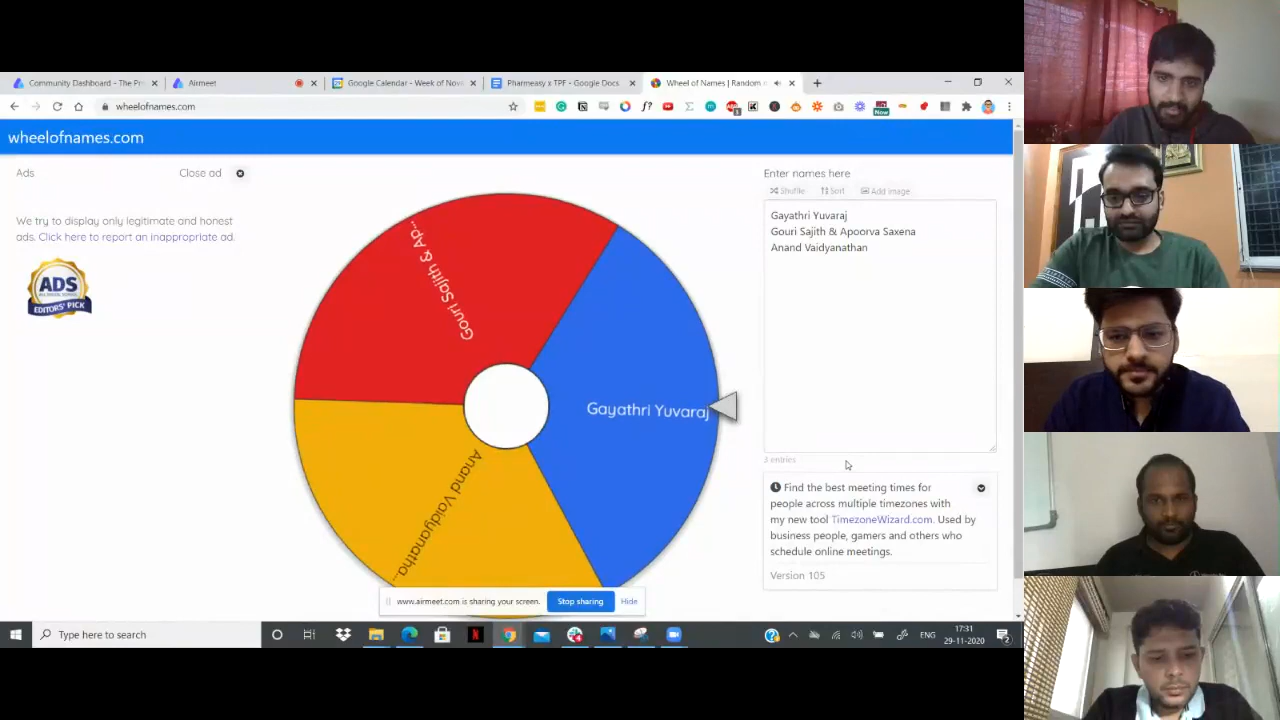 Community Dashboard - The Pr
Airmeet
Google Calendar - Week of Nov
Pharmeasy x TPF - Google Docs
Wheel of Names | Random n
wheelofnames.com
wheelofnames.com
Ads
Close ad
We try to display only legitimate and honest
ads. Click here to report an inappropriate ad.
ADS
EDITORS' PICK
Gouri Sajith & Ap...
Gayathri Yuvaraj
Anand Vaidyanatha...
Enter names here
Shuffle
Sort
Add image
Gayathri Yuvaraj
Gouri Sajith & Apoorva Saxena
Anand Vaidyanathan
3 entries
Find the best meeting times for
people across multiple timezones with
my new tool TimezoneWizard.com. Used by
business people, gamers and others who
schedule online meetings.
Version 105
www.airmeet.com is sharing your screen.
Stop sharing
Hide
Type here to search
ENG
17:31
29-11-2020